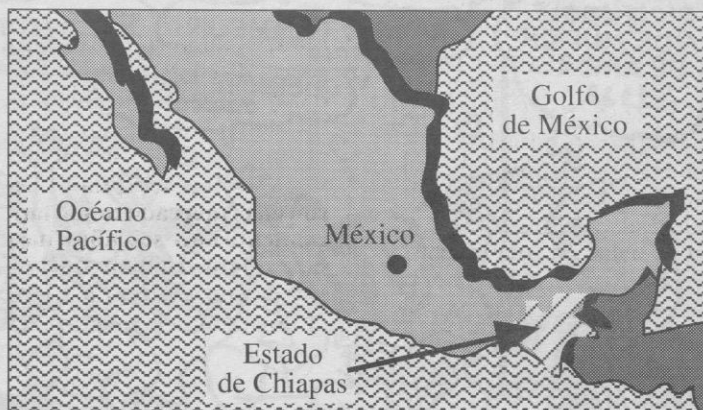 Golfo
de México
Océano
Pacífico
México
Estado
de Chiapas